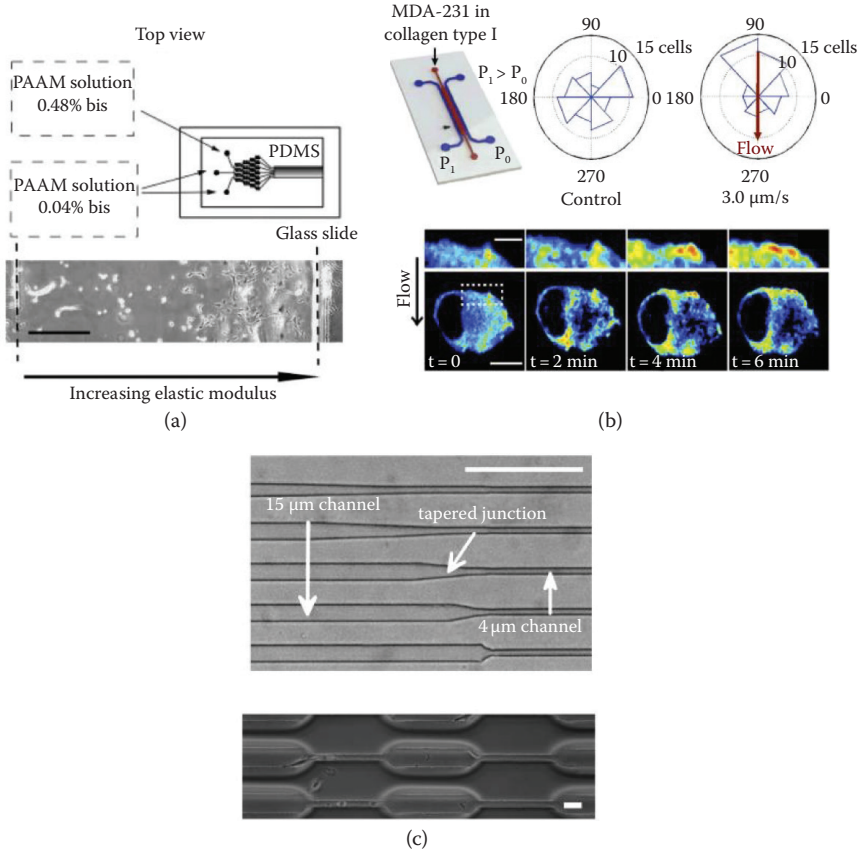 Top view
PAAM solution
0.48% bis
PAAM solution
0.04% bis
PDMS
Glass slide
Increasing elastic modulus
(a)
MDA-231 in
collagen type I
P₁ > P₀
P₁
P₀
90
15 cells
10
180
0
270
Control
90
15 cells
10
180
0
Flow
270
3.0 μm/s
Flow
t = 0
t = 2 min
t = 4 min
t = 6 min
(b)
15 μm channel
tapered junction
4 μm channel
(c)